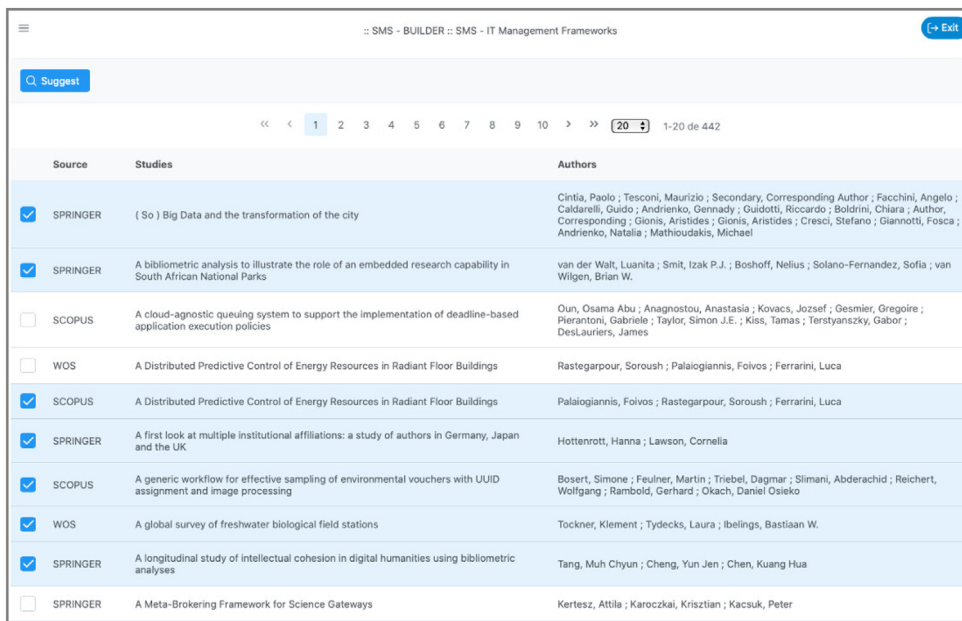 :: SMS - BUILDER :: SMS - IT Management Frameworks
Exit
Suggest
<< < 1 2 3 4 5 6 7 8 9 10 > >> 20 1-20 de 442
Source Studies Authors
SPRINGER
( So ) Big Data and the transformation of the city
Cintia, Paolo ; Tesconi, Maurizio ; Secondary, Corresponding Author ; Facchini, Angelo ;
Caldarelli, Guido ; Andrienko, Gennady ; Guidotti, Riccardo ; Boldrini, Chiara ; Author,
Corresponding ; Gionis, Aristides ; Gionis, Aristides ; Cresci, Stefano ; Giannotti, Fosca ;
Andrienko, Natalia ; Mathioudakis, Michael
SPRINGER
A bibliometric analysis to illustrate the role of an embedded research capability in
South African National Parks
van der Walt, Luanita ; Smit, Izak P.J. ; Boshoff, Nelius ; Solano-Fernandez, Sofia ; van
Wilgen, Brian W.
SCOPUS
A cloud-agnostic queuing system to support the implementation of deadline-based
application execution policies
Oun, Osama Abu ; Anagnostou, Anastasia ; Kovacs, Jozsef ; Gesmier, Gregoire ;
Pierantoni, Gabriele ; Taylor, Simon J.E. ; Kiss, Tamas ; Terstyanszky, Gabor ;
DesLauriers, James
WOS
A Distributed Predictive Control of Energy Resources in Radiant Floor Buildings
Rastegarpour, Soroush ; Palaiogiannis, Foivos ; Ferrarini, Luca
SCOPUS
A Distributed Predictive Control of Energy Resources in Radiant Floor Buildings
Palaiogiannis, Foivos ; Rastegarpour, Soroush ; Ferrarini, Luca
SPRINGER
A first look at multiple institutional affiliations: a study of authors in Germany, Japan
and the UK
Hottenrott, Hanna ; Lawson, Cornelia
SCOPUS
A generic workflow for effective sampling of environmental vouchers with UUID
assignment and image processing
Bosert, Simone ; Feulner, Martin ; Triebel, Dagmar ; Slimani, Abderachid ; Reichert,
Wolfgang ; Rambold, Gerhard ; Okach, Daniel Osieko
WOS
A global survey of freshwater biological field stations
Tockner, Klement ; Tydecks, Laura ; Ibelings, Bastiaan W.
SPRINGER
A longitudinal study of intellectual cohesion in digital humanities using bibliometric
analyses
Tang, Muh Chyun ; Cheng, Yun Jen ; Chen, Kuang Hua
SPRINGER
A Meta-Brokering Framework for Science Gateways
Kertesz, Attila ; Karoczkai, Krisztian ; Kacsuk, Peter